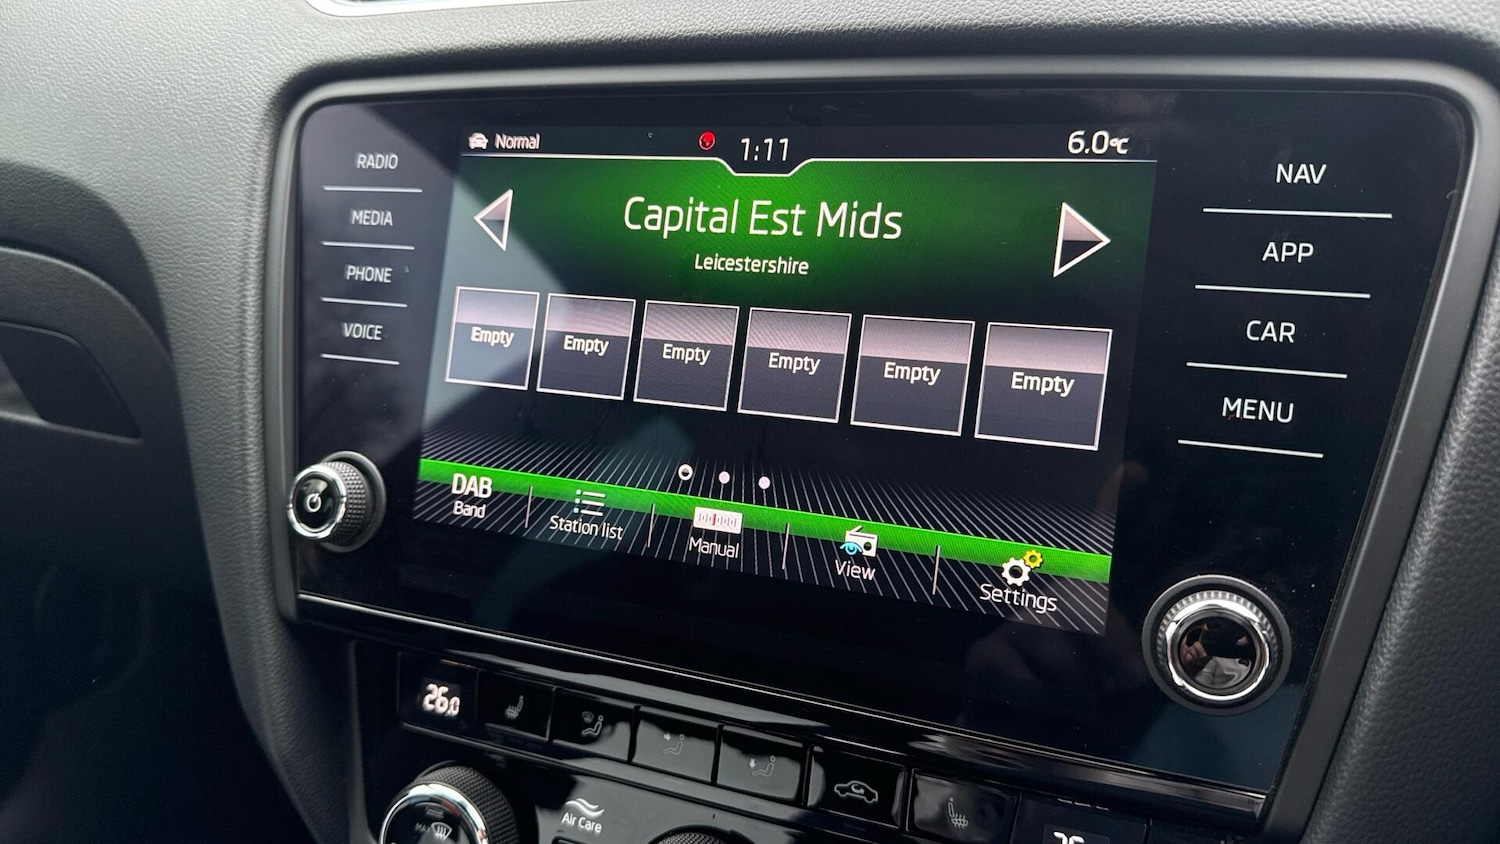 Normal
1:11
6.0°C
RADIO
MEDIA
PHONE
VOICE
Capital Est Mids
Leicestershire
Empty Empty Empty Empty Empty Empty
DAB
Band
Station list
Manual
View
Settings
NAV
APP
CAR
MENU
26.0
MAX
Air Care